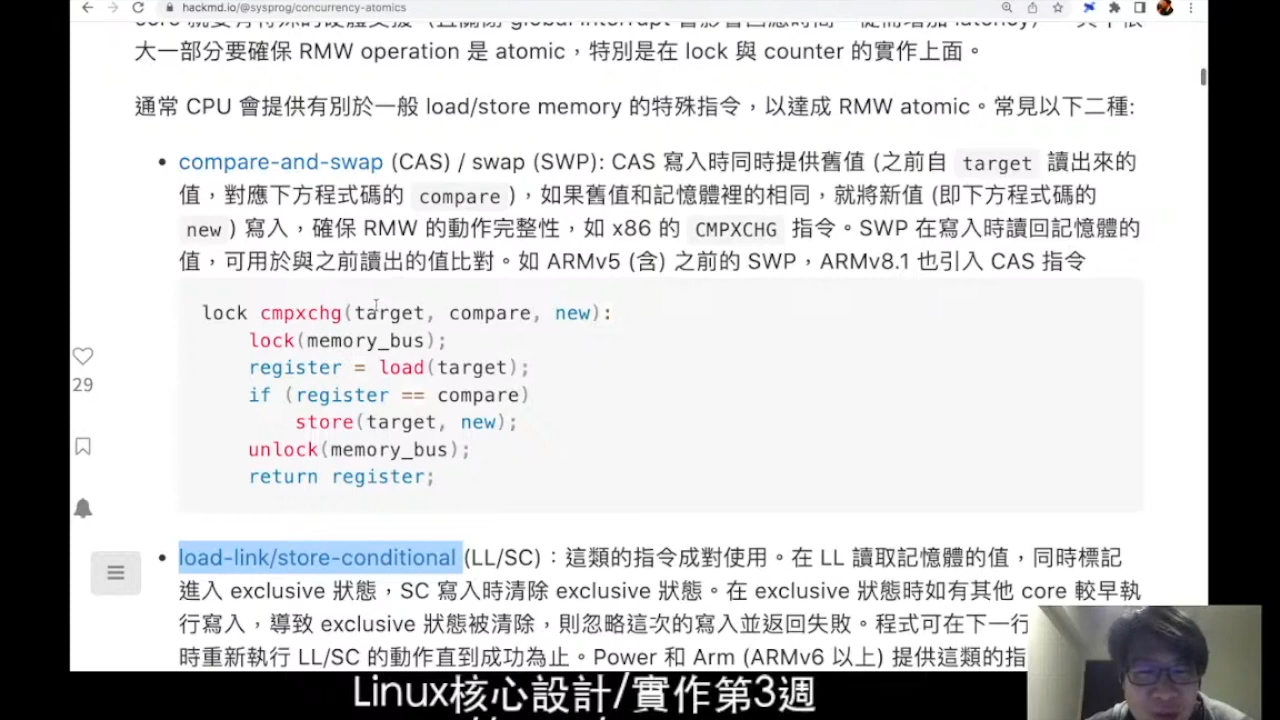 hackmd.io/@sysprog/concurrency-atomics
大一部分要確保 RMW operation 是 atomic，特別是在 lock 與 counter 的實作上面。
通常 CPU 會提供有別於一般 load/store memory 的特殊指令，以達成 RMW atomic。常見以下二種:
• compare-and-swap (CAS) / swap (SWP): CAS 寫入時同時提供舊值 (之前自 target 讀出來的
值，對應下方程式碼的 compare )，如果舊值和記憶體裡的相同，就將新值 (即下方程式碼的
new ) 寫入，確保 RMW 的動作完整性，如 x86 的 CMPXCHG 指令。SWP 在寫入時讀回記憶體的
值，可用於與之前讀出的值比對。如 ARMv5 (含) 之前的 SWP，ARMv8.1 也引入 CAS 指令
lock cmpxchg(target, compare, new):
lock(memory_bus);
register = load(target);
if (register == compare)
store(target, new);
unlock(memory_bus);
return register;
29
• load-link/store-conditional (LL/SC)：這類的指令成對使用。在 LL 讀取記憶體的值，同時標記
進入 exclusive 狀態，SC 寫入時清除 exclusive 狀態。在 exclusive 狀態時如有其他 core 較早執
行寫入，導致 exclusive 狀態被清除，則忽略這次的寫入並返回失敗。程式可在下一行
時重新執行 LL/SC 的動作直到成功為止。Power 和 Arm (ARMv6 以上) 提供這類的指
Linux核心設計/實作第3週